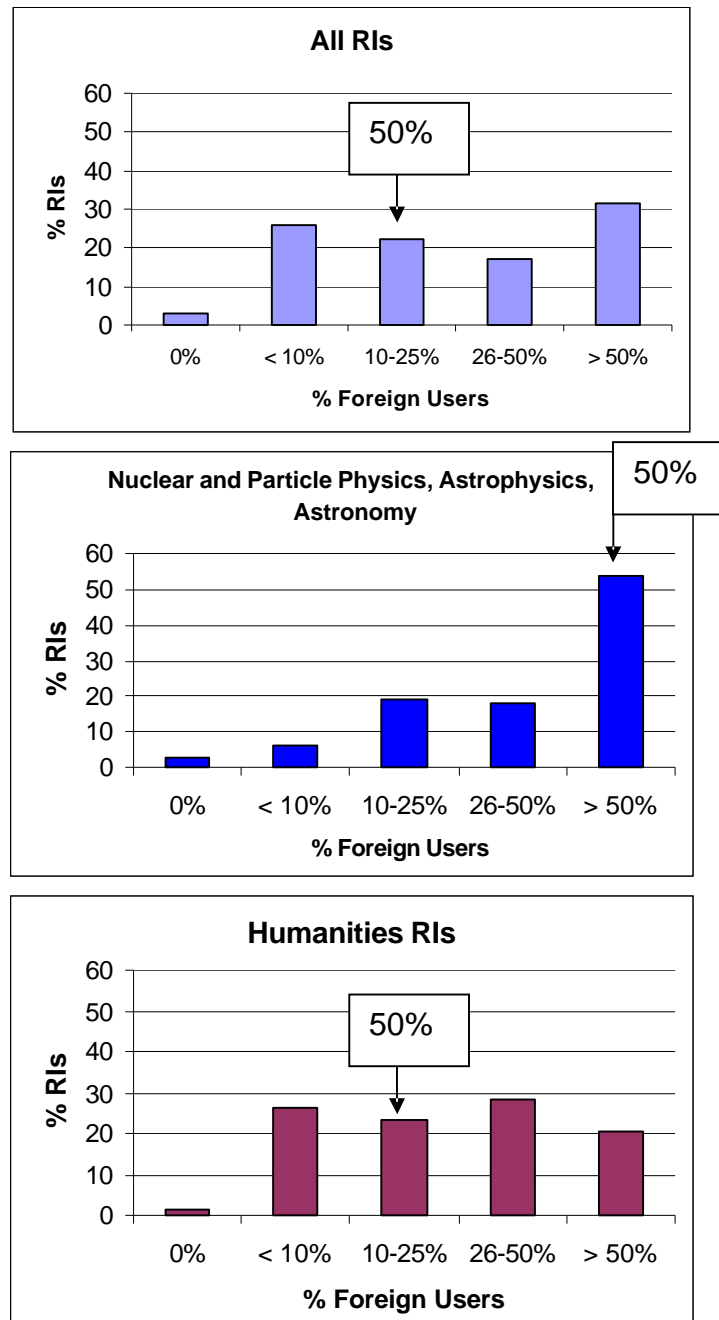 All RIs
50%
60
50
40
30
20
10
0
% RIs
0% < 10% 10-25% 26-50% > 50%
% Foreign Users
50%
Nuclear and Particle Physics, Astrophysics,
Astronomy
60
50
40
30
20
10
0
% RIs
0% < 10% 10-25% 26-50% > 50%
% Foreign Users
Humanities RIs
50%
60
50
40
30
20
10
0
% RIs
0% < 10% 10-25% 26-50% > 50%
% Foreign Users